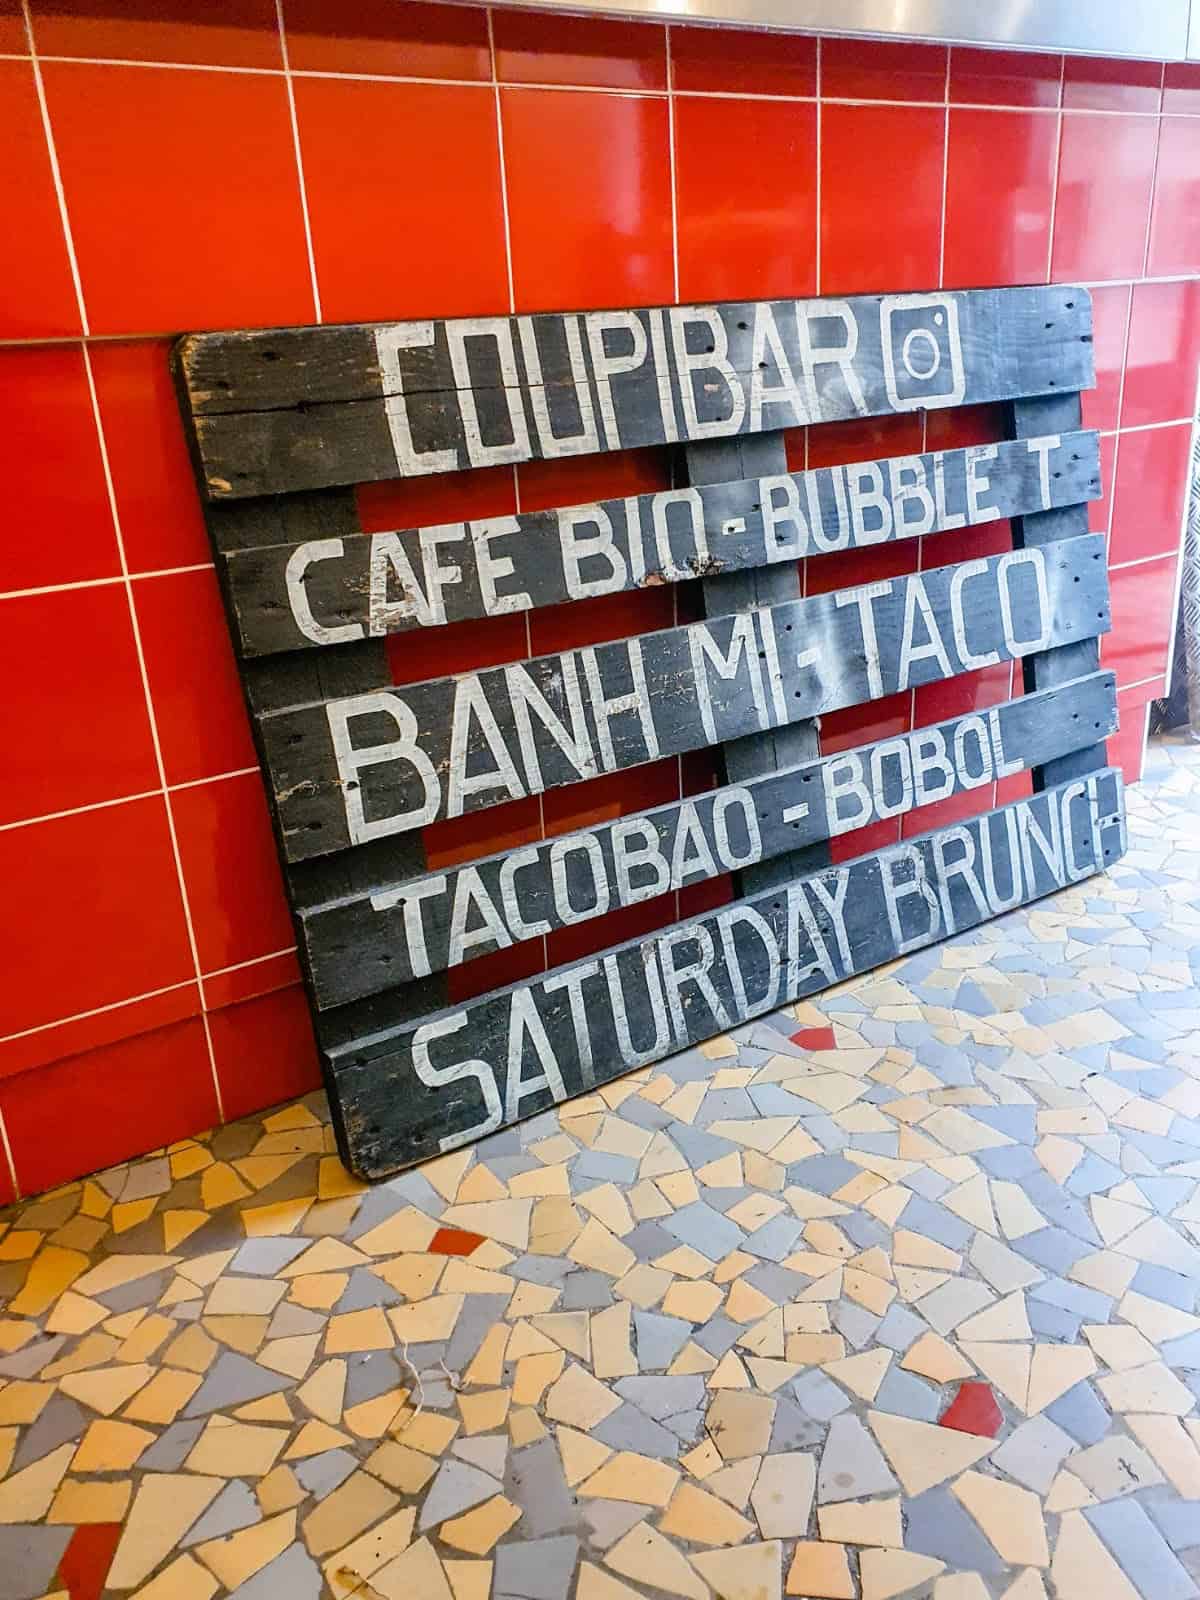 COUPIBAR
CAFE BIO - BUBBLE T
BANH MI - TACO
TACOBAO - BOBOL
SATURDAY BRUNCH